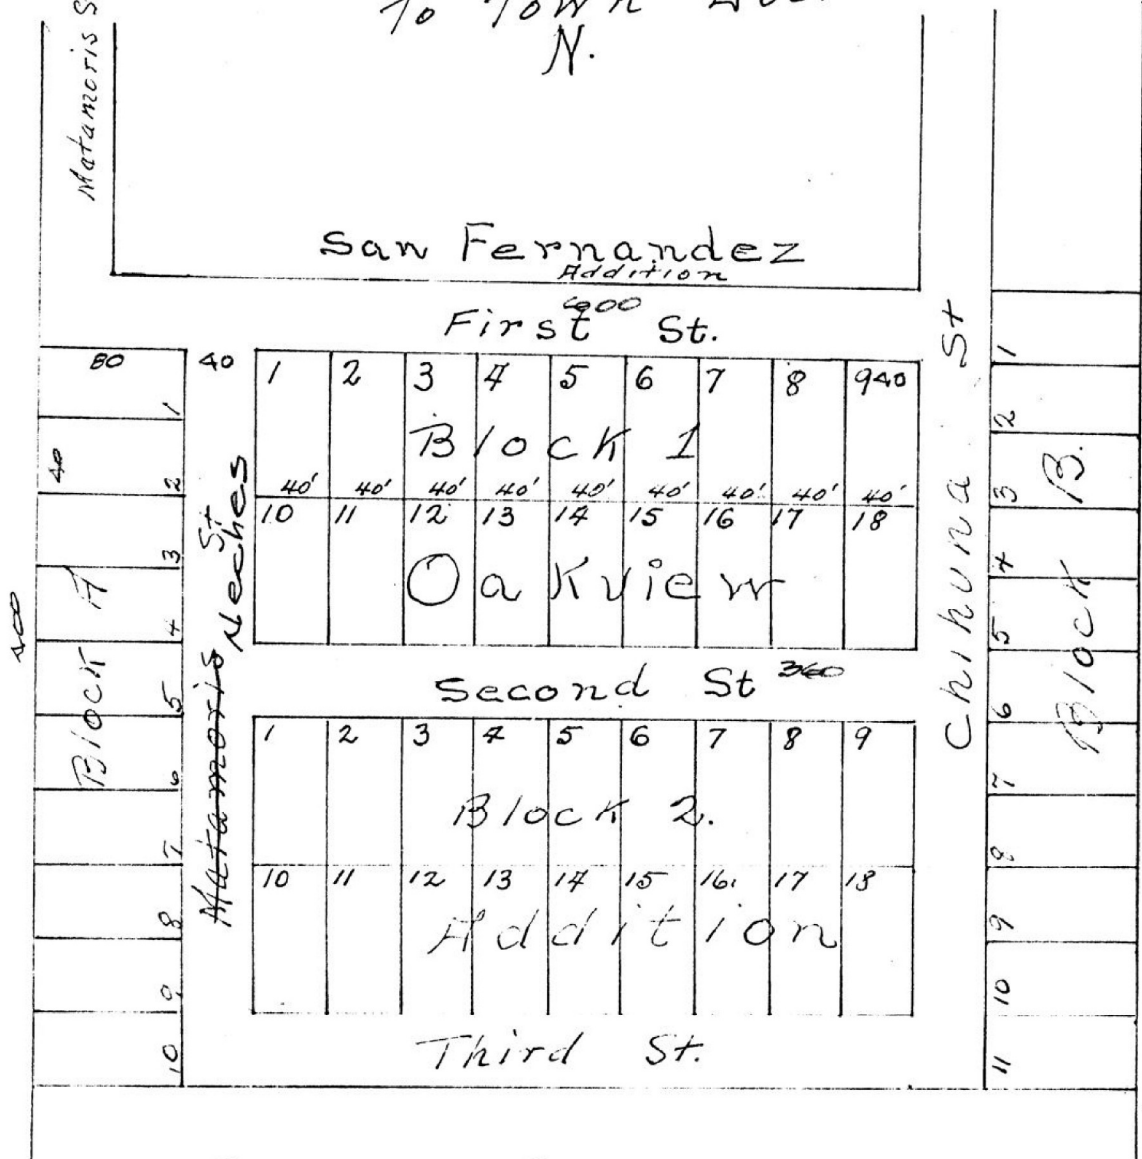 To Town
N.
Matamoris S
San Fernandez
Addition
600
First St.
80
40
1 2 3 4 5 6 7 8 9 40
Block 1
40' 40' 40' 40' 40' 40' 40' 40' 40'
10 11 12 13 14 15 16 17 18
Oakview
Second St 360
1 2 3 4 5 6 7 8 9
Block 2.
10 11 12 13 14 15 16 17 18
Addition
Third St.
400
40
Block A
1
2
3
4
5
6
7
8
9
10
Matamoris St
Neches
Chihuna St
1
2
3
4
5
6
7
8
9
10
11
Block B.